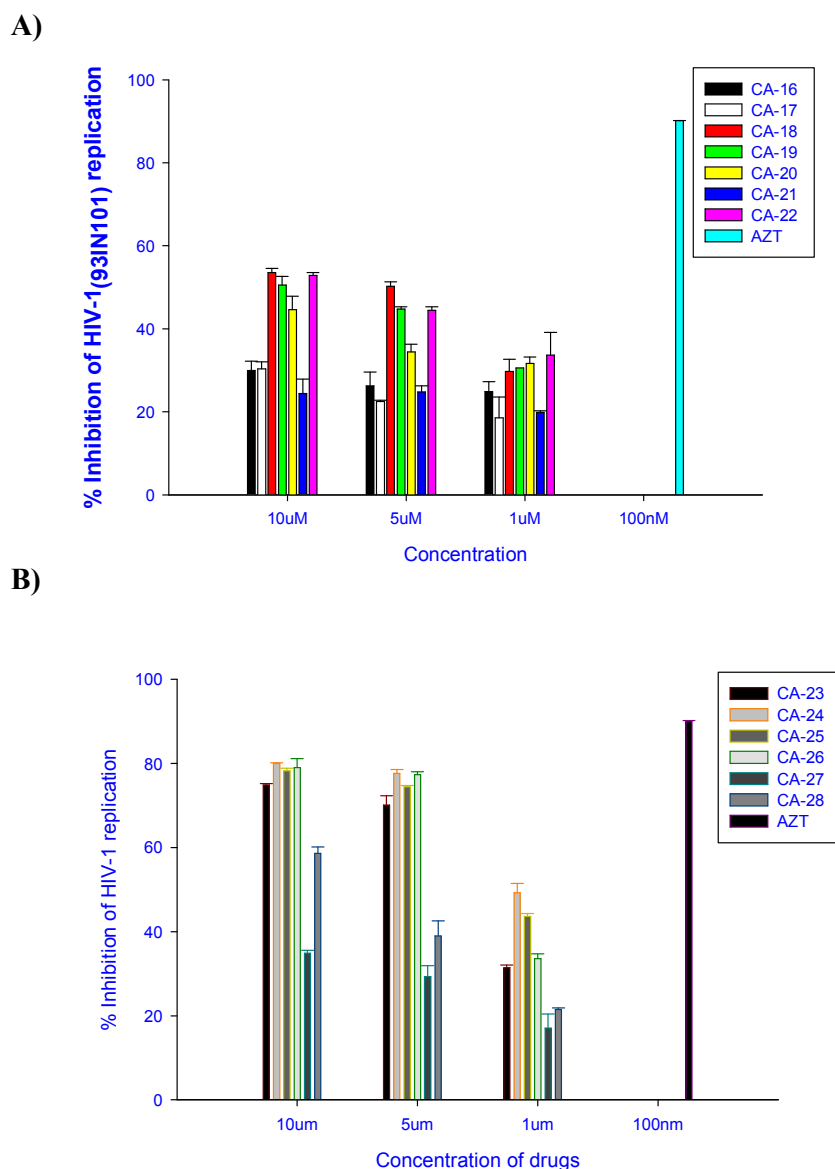 A)
% Inhibition of HIV-1(93IN101) replication
100
80
60
40
20
0
10uM
5uM
1uM
100nM
Concentration
CA-16
CA-17
CA-18
CA-19
CA-20
CA-21
CA-22
AZT
B)
% Inhibition of HIV-1 replication
100
80
60
40
20
0
10um
5um
1um
100nm
Concentration of drugs
CA-23
CA-24
CA-25
CA-26
CA-27
CA-28
AZT